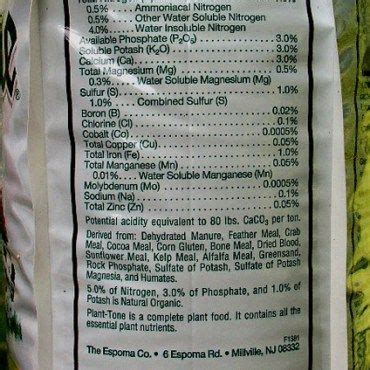 0.5% Ammoniacal Nitrogen
0.5% Other Water Soluble Nitrogen
4.0% Water Insoluble Nitrogen
Available Phosphate (P₂O₅) 3.0%
Soluble Potash (K₂O) 3.0%
Calcium (Ca) 3.0%
Total Magnesium (Mg) 0.5%
0.3% Water Soluble Magnesium (Mg)
Sulfur (S) 1.0%
1.0% Combined Sulfur (S)
Boron (B) 0.02%
Chlorine (Cl) 0.1%
Cobalt (Co) 0.0005%
Total Copper (Cu) 0.05%
Total Iron (Fe) 1.0%
Total Manganese (Mn) 0.05%
0.01% Water Soluble Manganese (Mn)
Molybdenum (Mo) 0.0005%
Sodium (Na) 0.1%
Total Zinc (Zn) 0.05%
Potential acidity equivalent to 80 lbs. CaCO₃ per ton.
Derived from: Dehydrated Manure, Feather Meal, Crab
Meal, Cocoa Meal, Corn Gluten, Bone Meal, Dried Blood,
Sunflower Meal, Kelp Meal, Alfalfa Meal, Greensand,
Rock Phosphate, Sulfate of Potash, Sulfate of Potash
Magnesia, and Humates.
5.0% of Nitrogen, 3.0% of Phosphate, and 1.0% of
Potash is Natural Organic.
Plant-Tone is a complete plant food. It contains all the
essential plant nutrients.
F1381
The Espoma Co. • 6 Espoma Rd. • Millville, NJ 08332